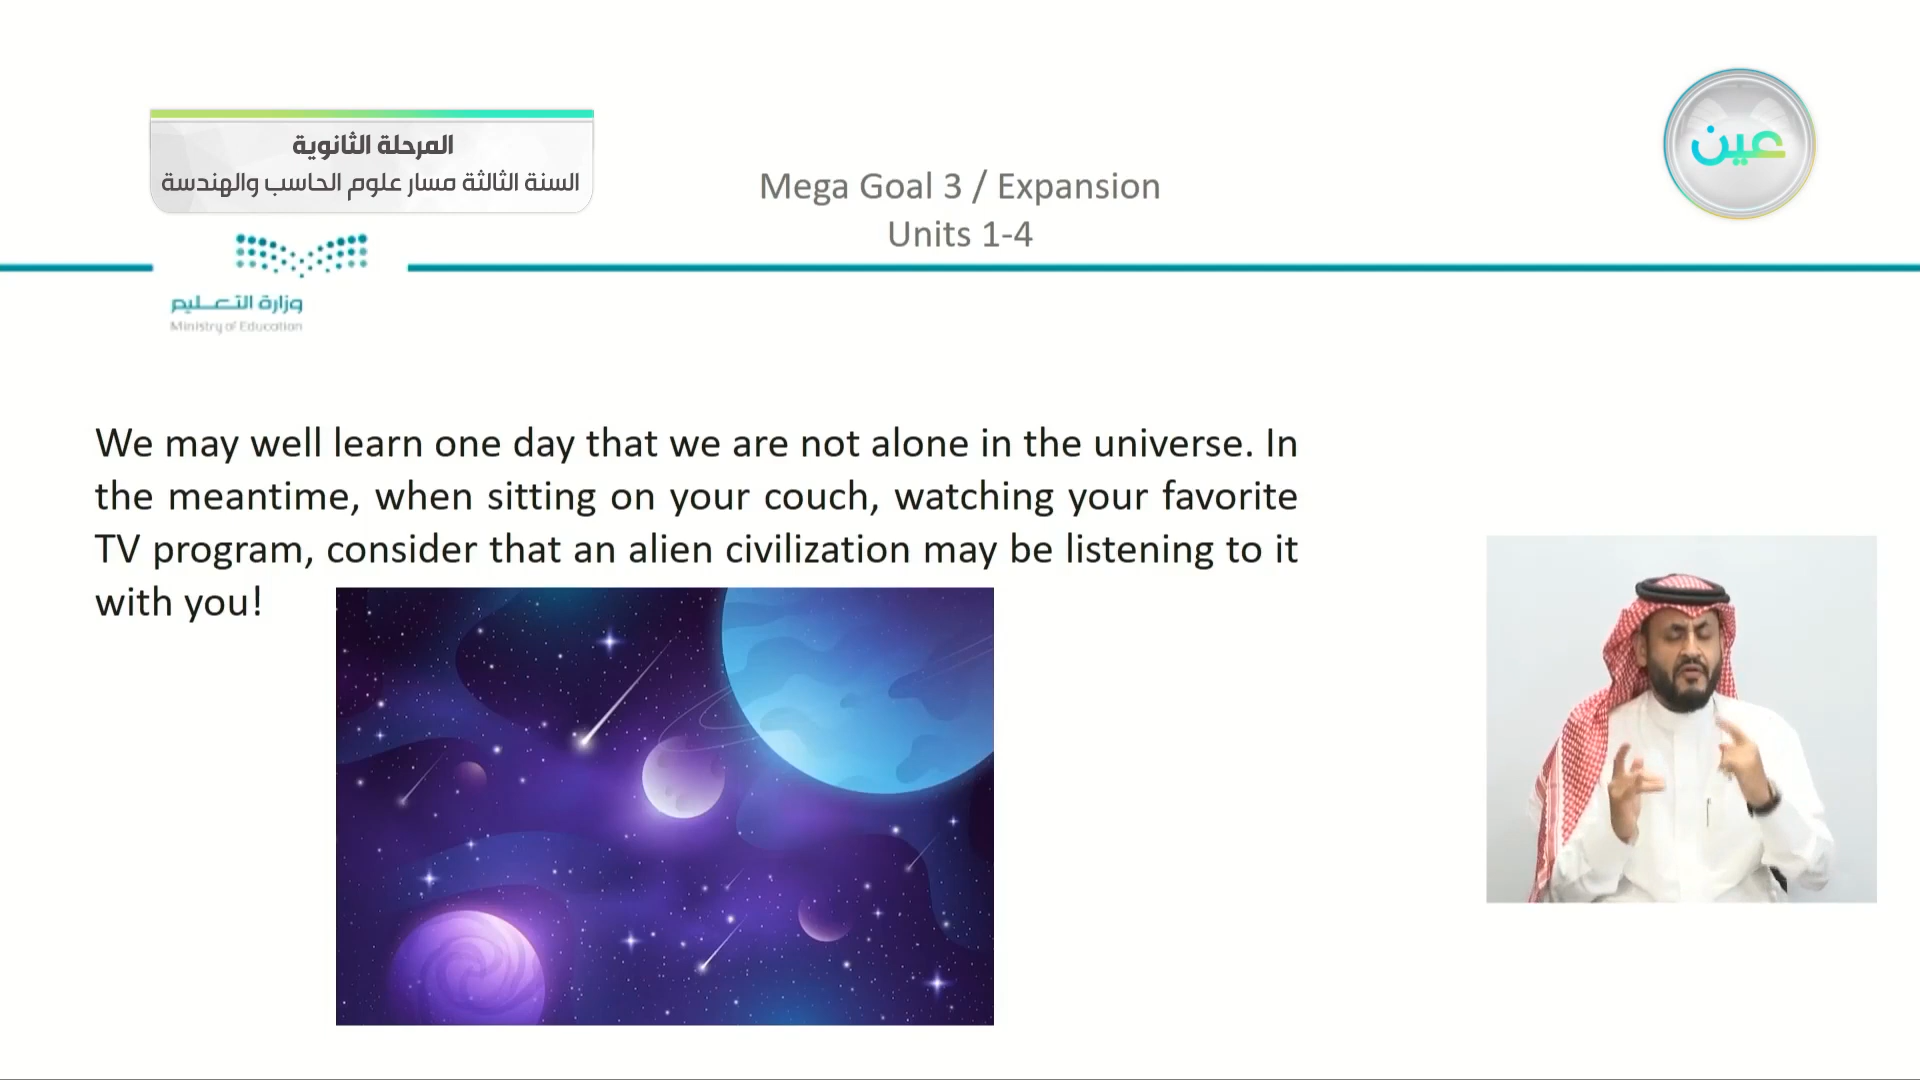 المرحلة الثانوية
السنة الثالثة مسار علوم الحاسب والهندسة
عين
Mega Goal 3 / Expansion
Units 1-4
وزارة التعليم
Ministry of Education
We may well learn one day that we are not alone in the universe. In
the meantime, when sitting on your couch, watching your favorite
TV program, consider that an alien civilization may be listening to it
with you!